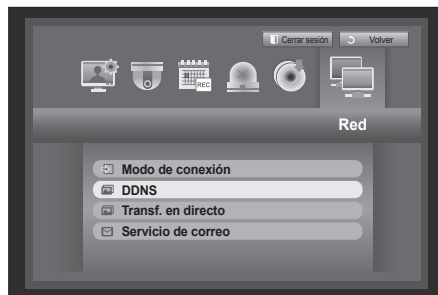 Cerrar sesión Volver
REC
Red
Modo de conexión
DDNS
Transf. en directo
Servicio de correo